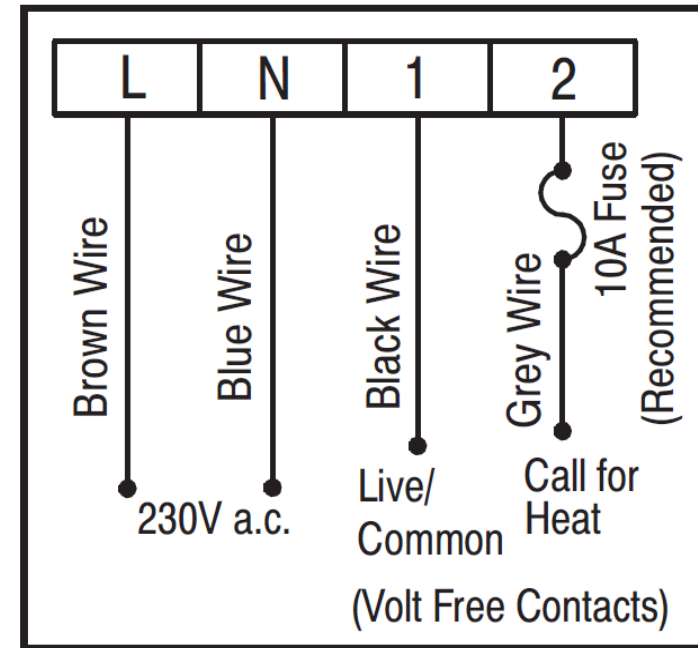 L N 1 2
Brown Wire
Blue Wire
Black Wire
Grey Wire
10A Fuse
(Recommended)
230V a.c.
Live/
Common
Call for
Heat
(Volt Free Contacts)